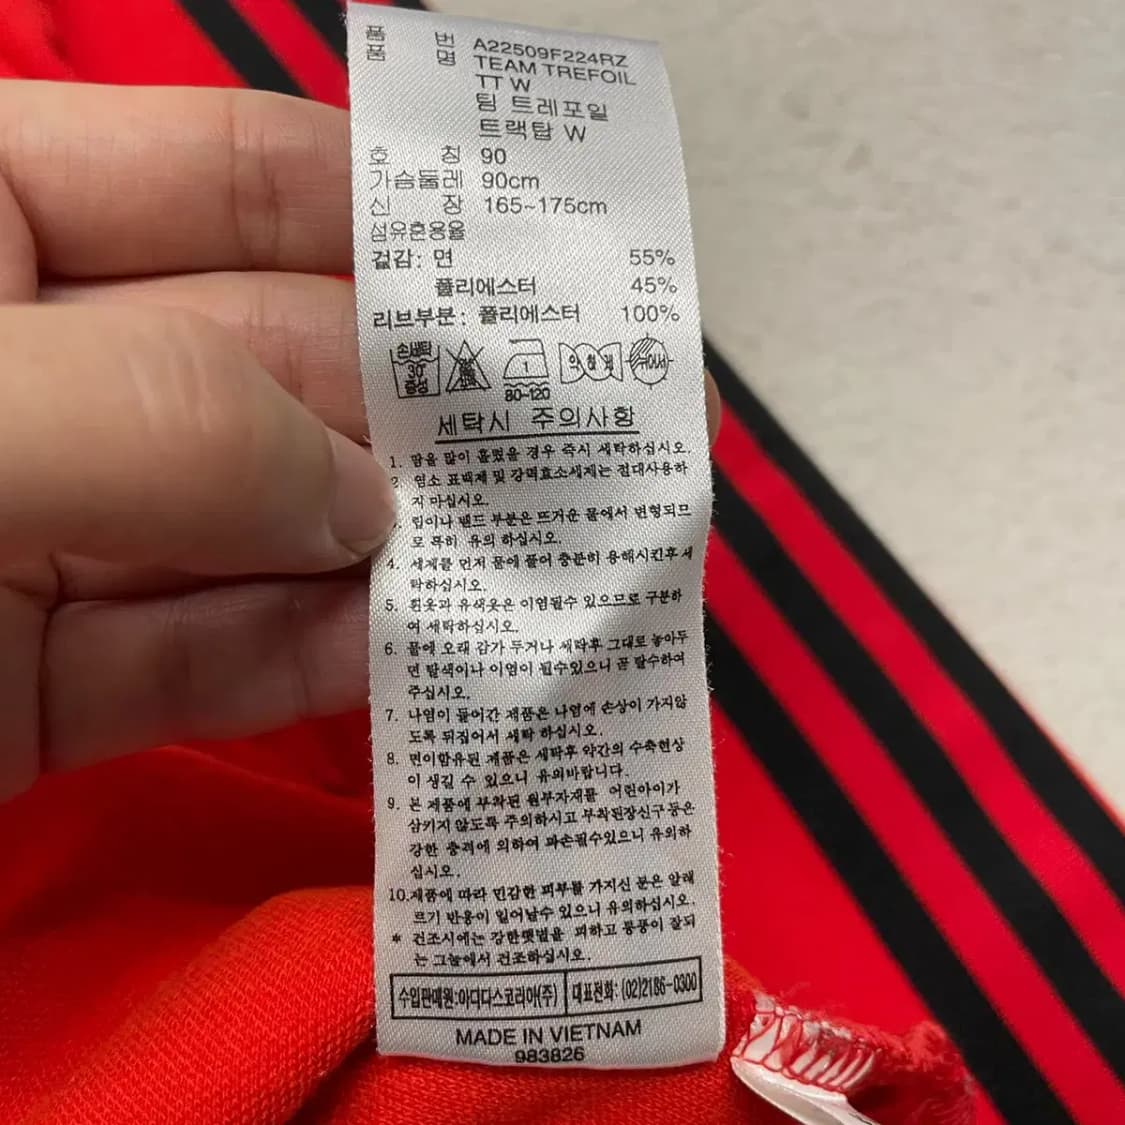 품 번 A22509F224RZ
품 명 TEAM TREFOIL
TT W
팀 트레포일
트랙탑 W
호 칭 90
가슴둘레 90cm
신 장 165~175cm
섬유혼용율
겉감: 면 55%
폴리에스터 45%
리브부분: 폴리에스터 100%
손세탁
30°
중성
1
80~120
약하게
드라이
세탁시 주의사항
1. 땀을 많이 흘렸을 경우 즉시 세탁하십시오.
2 염소 표백제 및 강력효소세제는 절대사용하
지 마십시오.
. 립이나 밴드 부분은 뜨거운 물에서 변형되므
로 특히 유의 하십시오.
4. 세제를 먼저 물에 풀어 충분히 용해시킨후 세
탁하십시오.
5. 흰옷과 유색옷은 이염될수 있으므로 구분하
여 세탁하십시오.
6. 물에 오래 담가 두거나 세탁후 그대로 놓아두
면 탈색이나 이염이 될수있으니 곧 탈수하여
주십시오.
7. 나염이 들어간 제품은 나염에 손상이 가지않
도록 뒤집어서 세탁 하십시오.
8. 면이함유된 제품은 세탁후 약간의 수축현상
이 생길 수 있으니 유의바랍니다.
9. 본 제품에 부착된 원부자재를 어린아이가
삼키지 않도록 주의하시고 부착된장신구등은
강한 충격에 의하여 파손될수있으니 유의하
십시오.
10.제품에 따라 민감한 피부를 가지신 분은 알레
르기 반응이 일어날수 있으니 유의하십시오.
* 건조시에는 강한햇볕을 피하고 통풍이 잘되
는 그늘에서 건조하십시오.
수입판매원:아디다스코리아(주) 대표전화: (02)2186-0300
MADE IN VIETNAM
983826